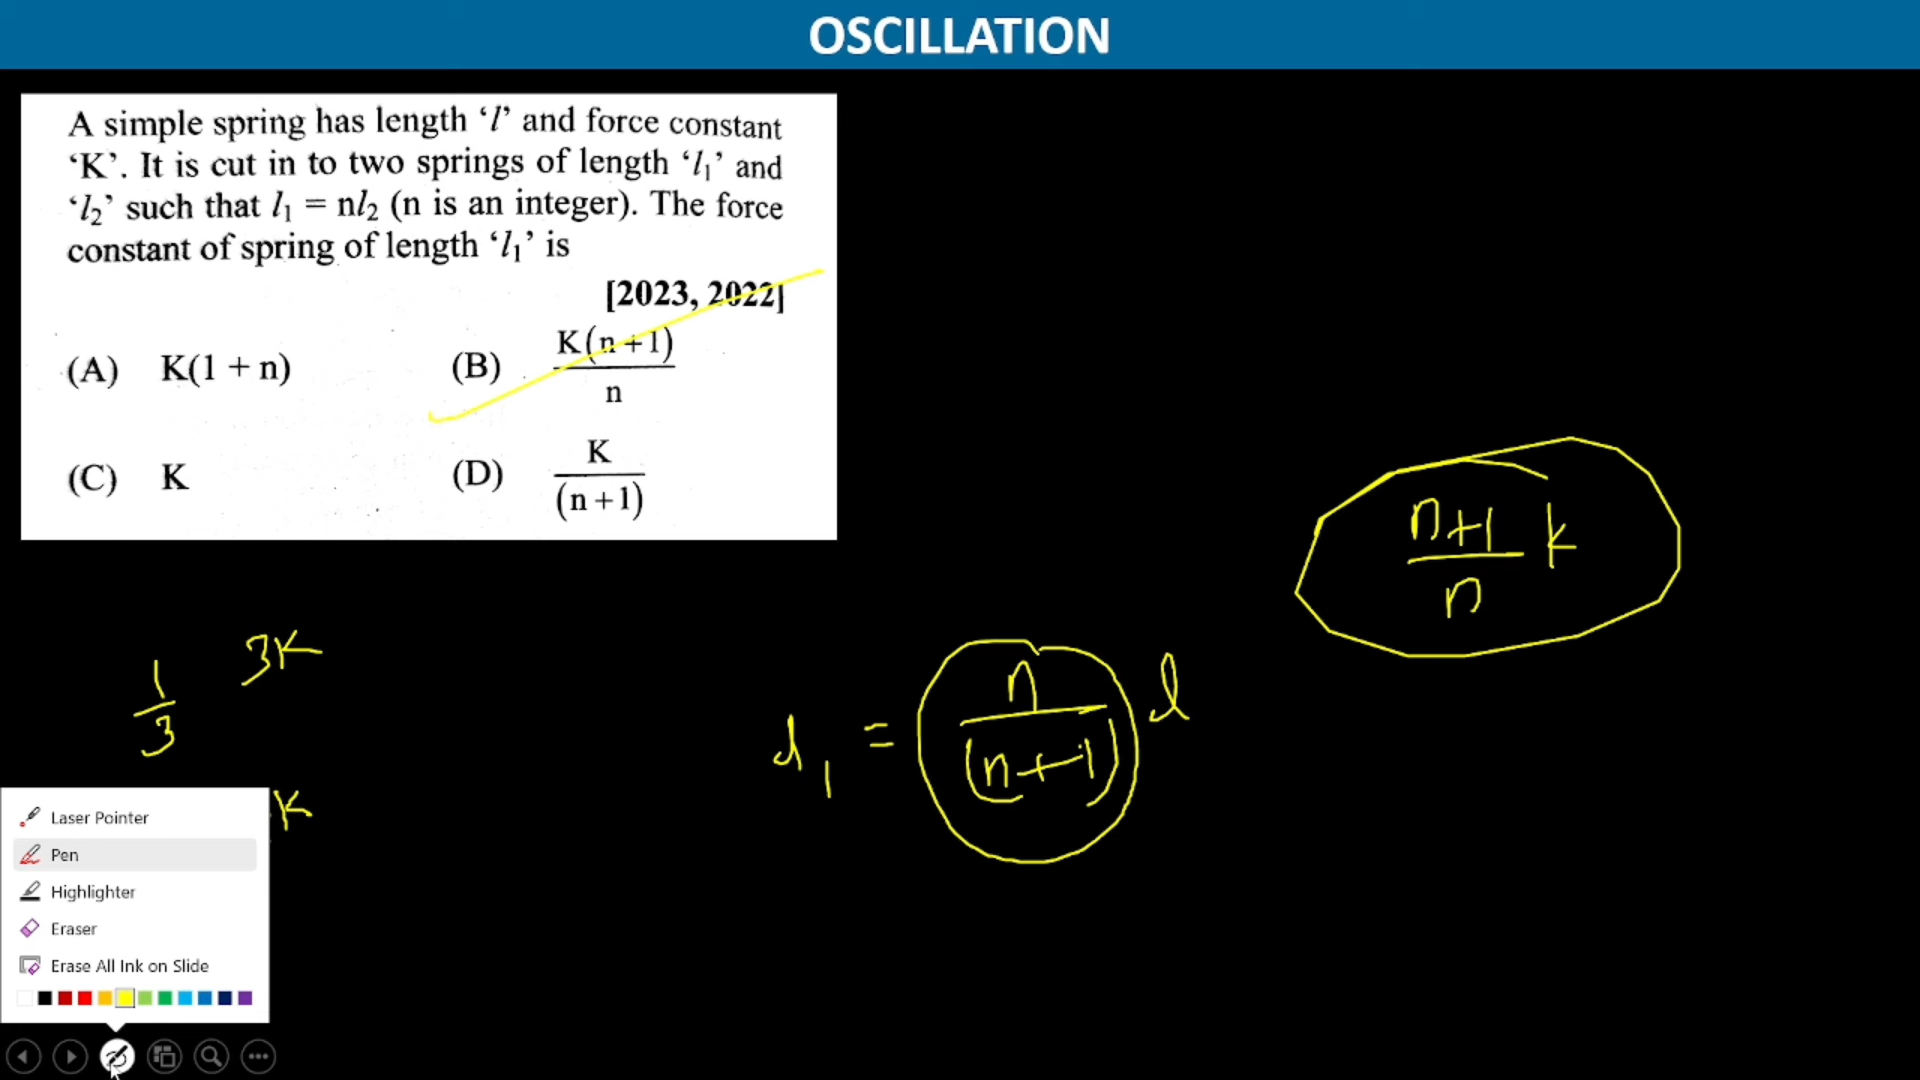 OSCILLATION
A simple spring has length ‘l’ and force constant
‘K’. It is cut in to two springs of length ‘l₁’ and
‘l₂’ such that l₁ = nl₂ (n is an integer). The force
constant of spring of length ‘l₁’ is
[2023, 2022]
(A) K(1 + n) (B) K(n+1)/n
(C) K (D) K/(n+1)
n+1/n k
1/3 3K
l₁ = n/(n+1) l
K
Laser Pointer
Pen
Highlighter
Eraser
Erase All Ink on Slide